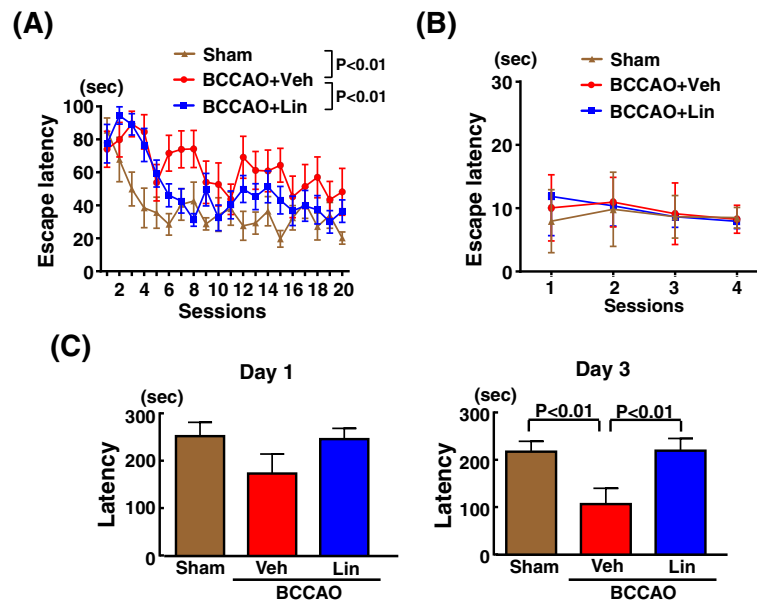 (A)
Sham
P<0.01
BCCAO+Veh
P<0.01
BCCAO+Lin
(sec)
100
80
60
40
20
0
Escape latency
2 4 6 8 10 12 14 16 18 20
Sessions
(B)
(sec)
Sham
BCCAO+Veh
BCCAO+Lin
30
20
10
0
Escape latency
1 2 3 4
Sessions
(C)
Day 1
(sec)
300
200
100
0
Latency
Sham Veh Lin
BCCAO
Day 3
(sec)
P<0.01 P<0.01
300
200
100
0
Latency
Sham Veh Lin
BCCAO